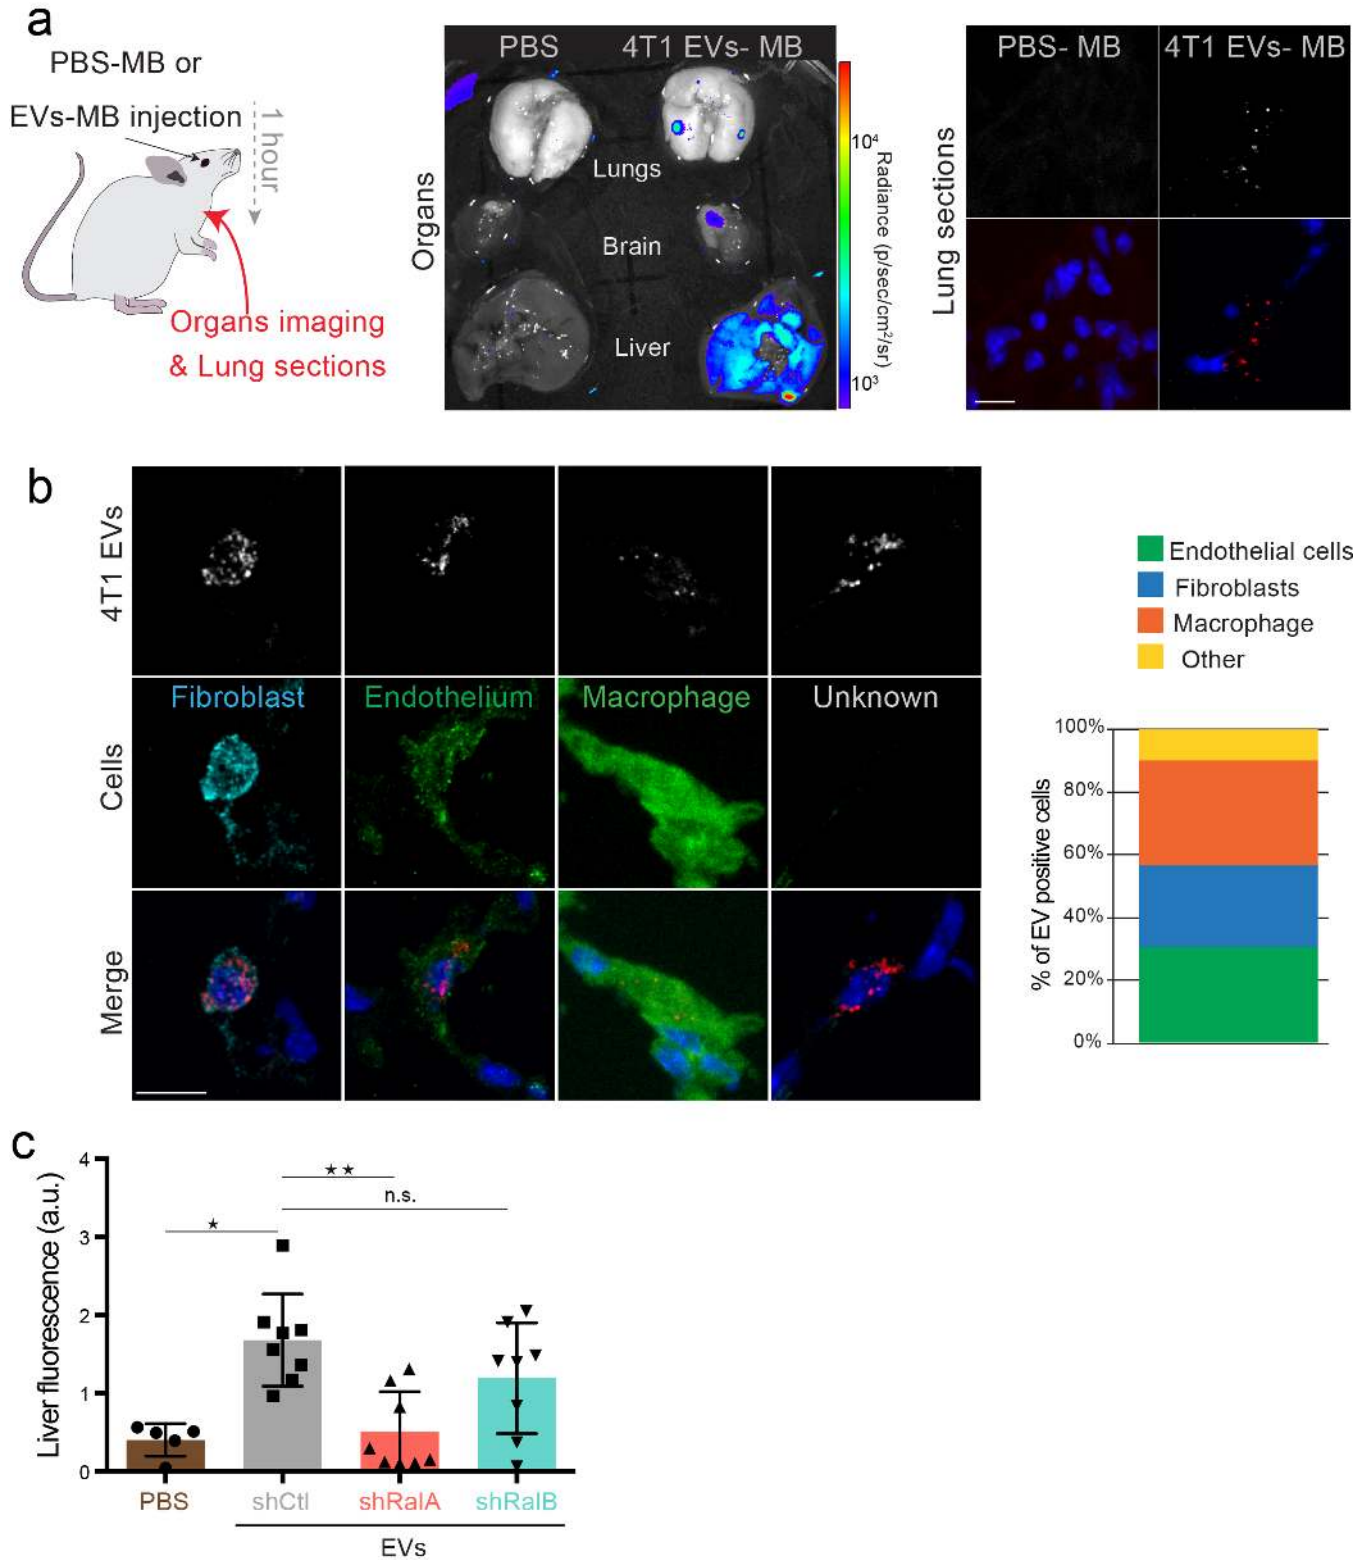 a
PBS-MB or
EVs-MB injection
1 hour
Organs imaging
& Lung sections
Organs
PBS
4T1 EVs- MB
Lungs
Brain
Liver
10⁴
10³
Radiance (p/sec/cm²/sr)
Lung sections
PBS- MB
4T1 EVs- MB
b
4T1 EVs
Cells
Merge
Fibroblast
Endothelium
Macrophage
Unknown
Endothelial cells
Fibroblasts
Macrophage
Other
% of EV positive cells
100%
80%
60%
40%
20%
0%
c
Liver fluorescence (a.u.)
4
3
2
1
0
★★
n.s.
★
PBS
shCtl
shRalA
shRalB
EVs